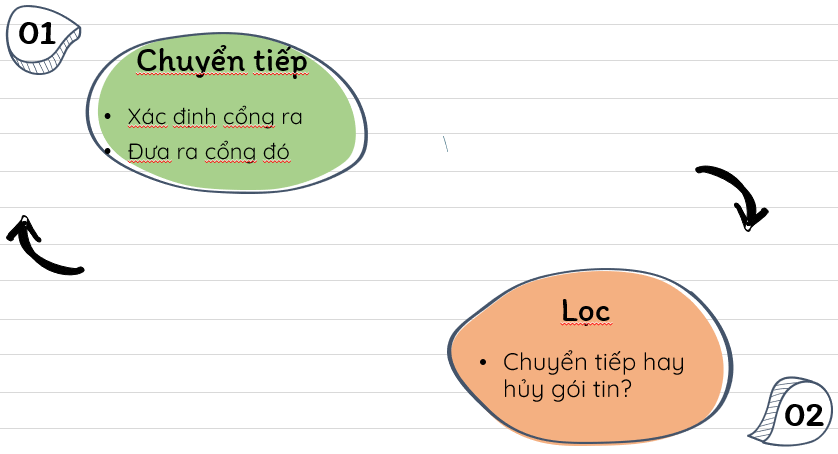 01
Chuyển tiếp
• Xác định cổng ra
• Đưa ra cổng đó
Lọc
• Chuyển tiếp hay
hủy gói tin?
02